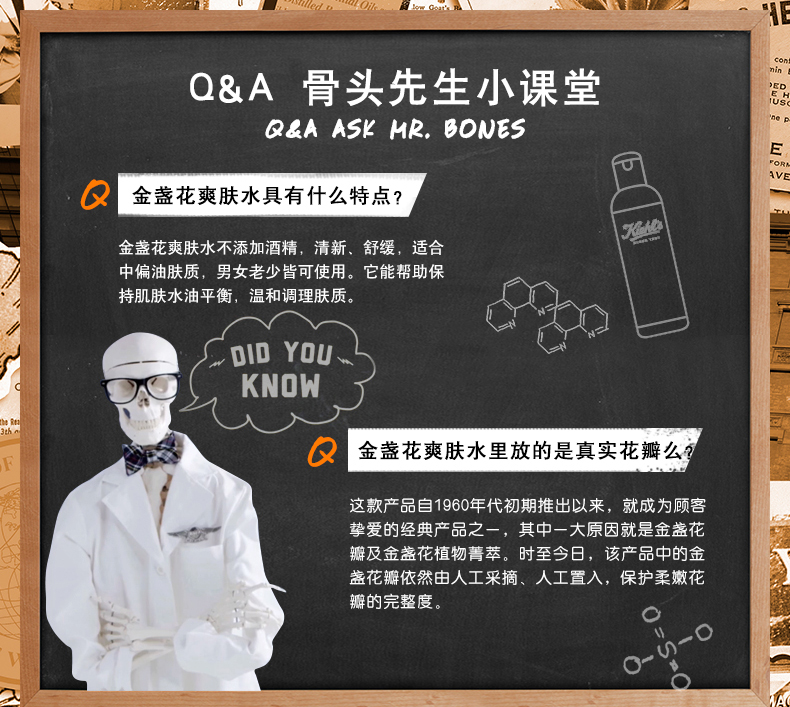 Q&A 骨头先生小课堂
Q&A ASK MR. BONES
Q 金盏花爽肤水具有什么特点?
金盏花爽肤水不添加酒精，清新、舒缓，适合
中偏油肤质，男女老少皆可使用。它能帮助保
持肌肤水油平衡，温和调理肤质。
Kiehl's
SINCE 1851
N
N
N
N
DID YOU
KNOW
Q 金盏花爽肤水里放的是真实花瓣么?
这款产品自1960年代初期推出以来，就成为顾客
挚爱的经典产品之一，其中一大原因就是金盏花
瓣及金盏花植物菁萃。时至今日，该产品中的金
盏花瓣依然由人工采摘、人工置入，保护柔嫩花
瓣的完整度。
S